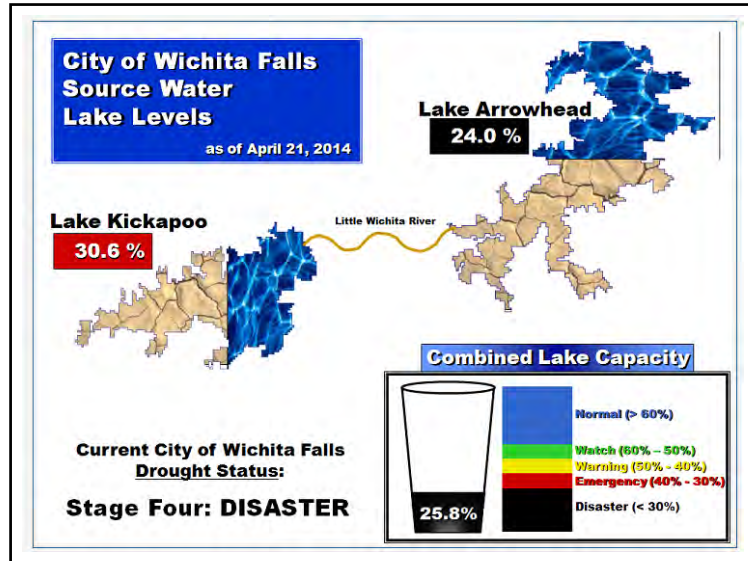 City of Wichita Falls
Source Water
Lake Levels
as of April 21, 2014
Lake Arrowhead
24.0 %
Lake Kickapoo
30.6 %
Little Wichita River
Combined Lake Capacity
Normal (> 60%)
Watch (60% – 50%)
Warning (50% - 40%)
Emergency (40% - 30%)
Disaster (< 30%)
25.8%
Current City of Wichita Falls
Drought Status:
Stage Four: DISASTER